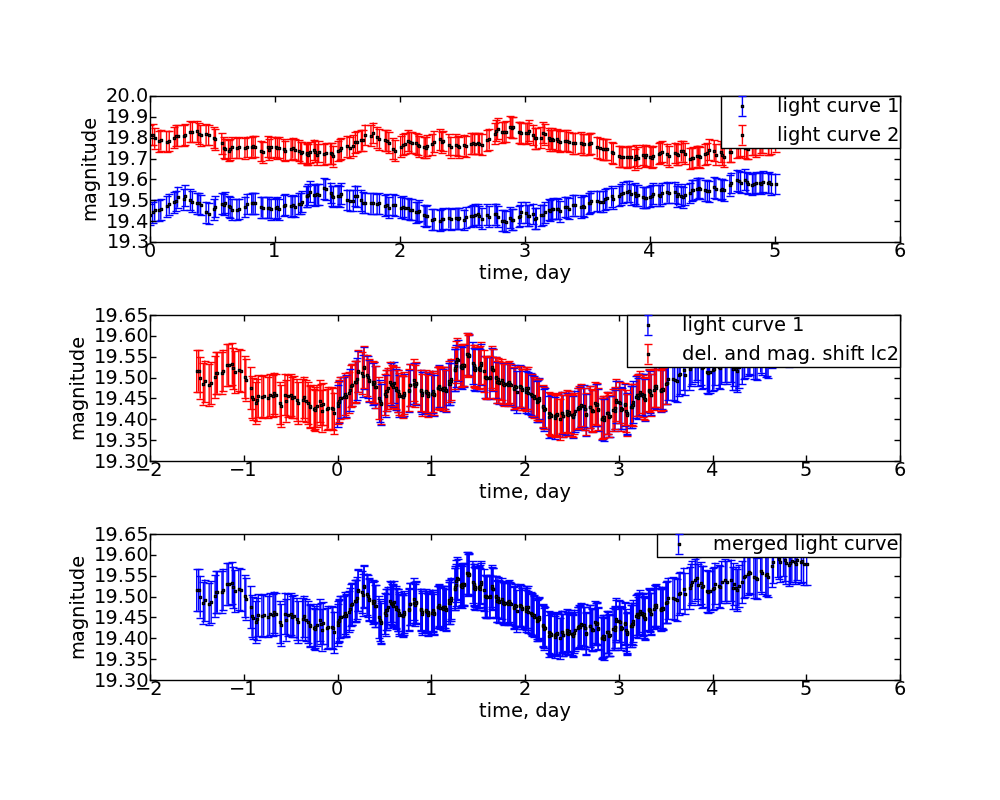 20.0
19.9
19.8
19.7
19.6
19.5
19.4
19.3
magnitude
light curve 1
light curve 2
0 1 2 3 4 5 6
time, day
19.65
19.60
19.55
19.50
19.45
19.40
19.35
19.30
magnitude
light curve 1
del. and mag. shift lc2
−2 −1 0 1 2 3 4 5 6
time, day
19.65
19.60
19.55
19.50
19.45
19.40
19.35
19.30
magnitude
merged light curve
−2 −1 0 1 2 3 4 5 6
time, day